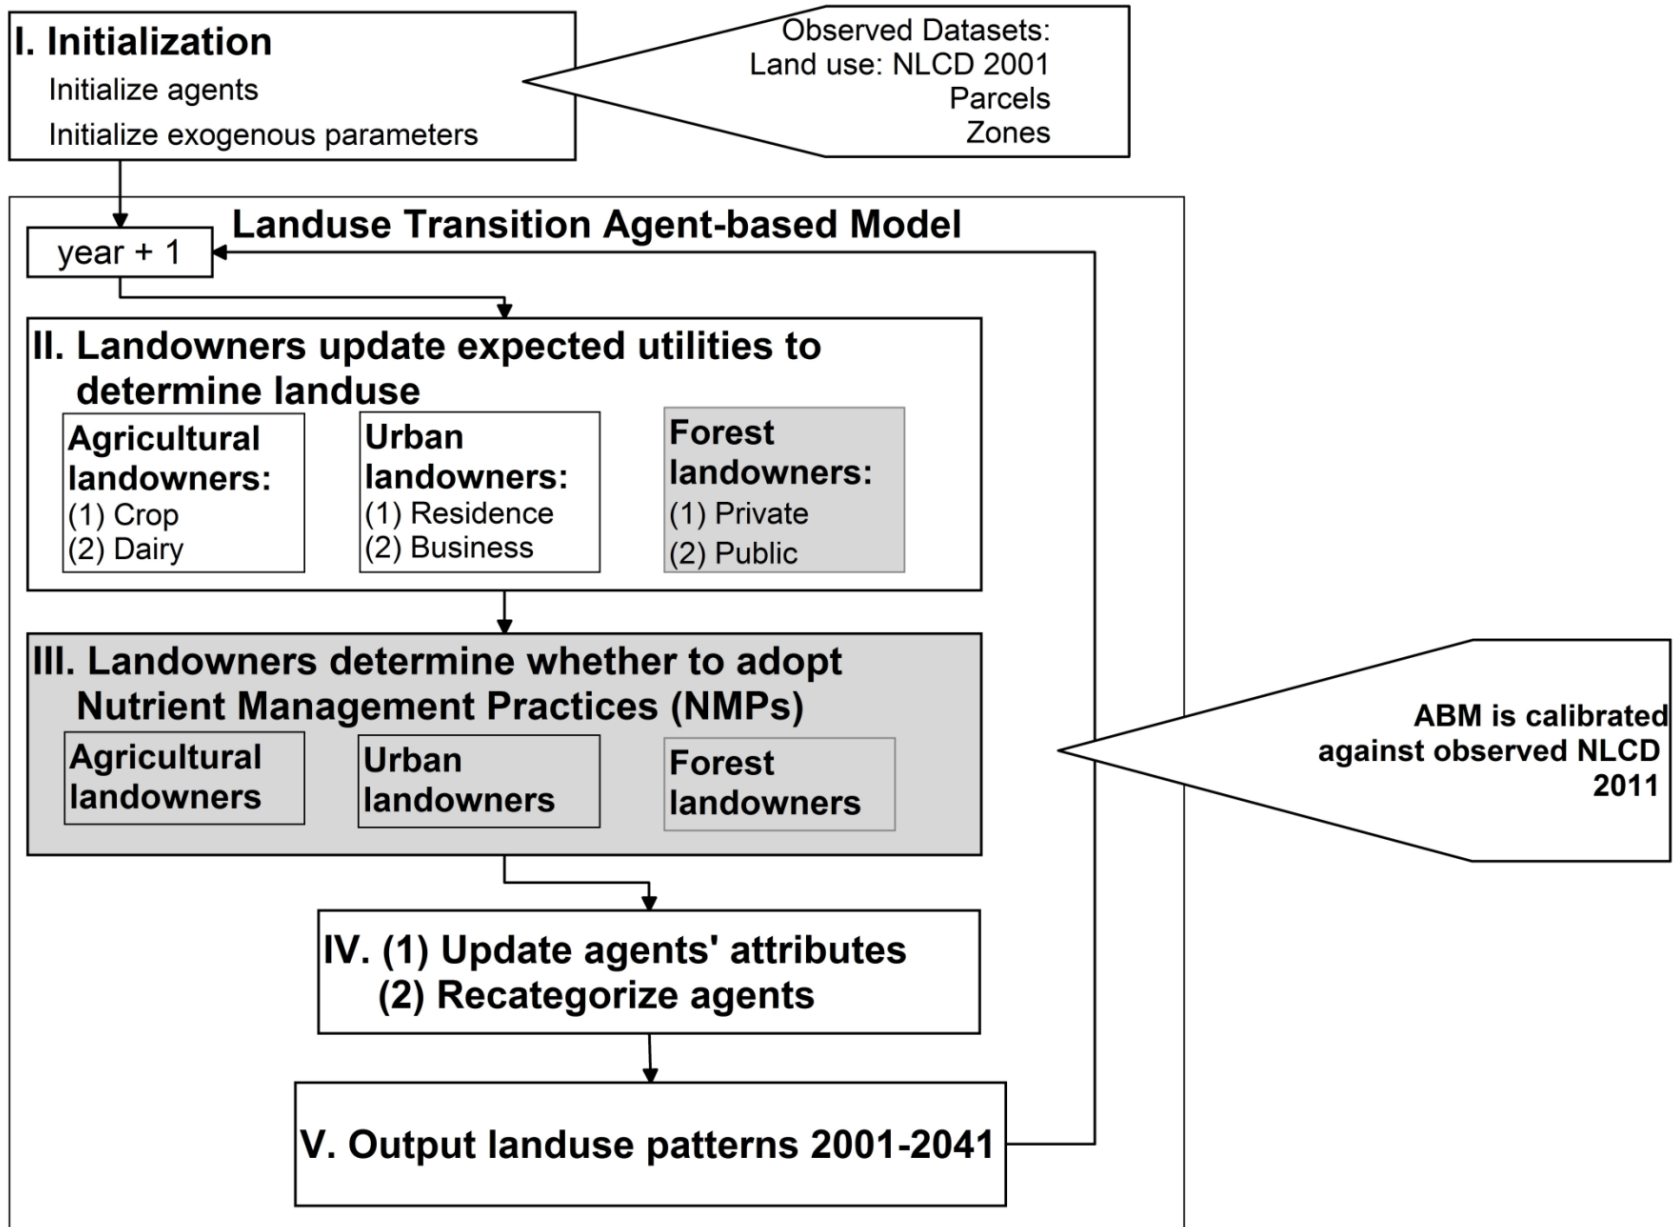 I. Initialization
Initialize agents
Initialize exogenous parameters
Observed Datasets:
Land use: NLCD 2001
Parcels
Zones
Landuse Transition Agent-based Model
year + 1
II. Landowners update expected utilities to
determine landuse
Agricultural
landowners:
(1) Crop
(2) Dairy
Urban
landowners:
(1) Residence
(2) Business
Forest
landowners:
(1) Private
(2) Public
III. Landowners determine whether to adopt
Nutrient Management Practices (NMPs)
Agricultural
landowners
Urban
landowners
Forest
landowners
ABM is calibrated
against observed NLCD
2011
IV. (1) Update agents' attributes
(2) Recategorize agents
V. Output landuse patterns 2001-2041